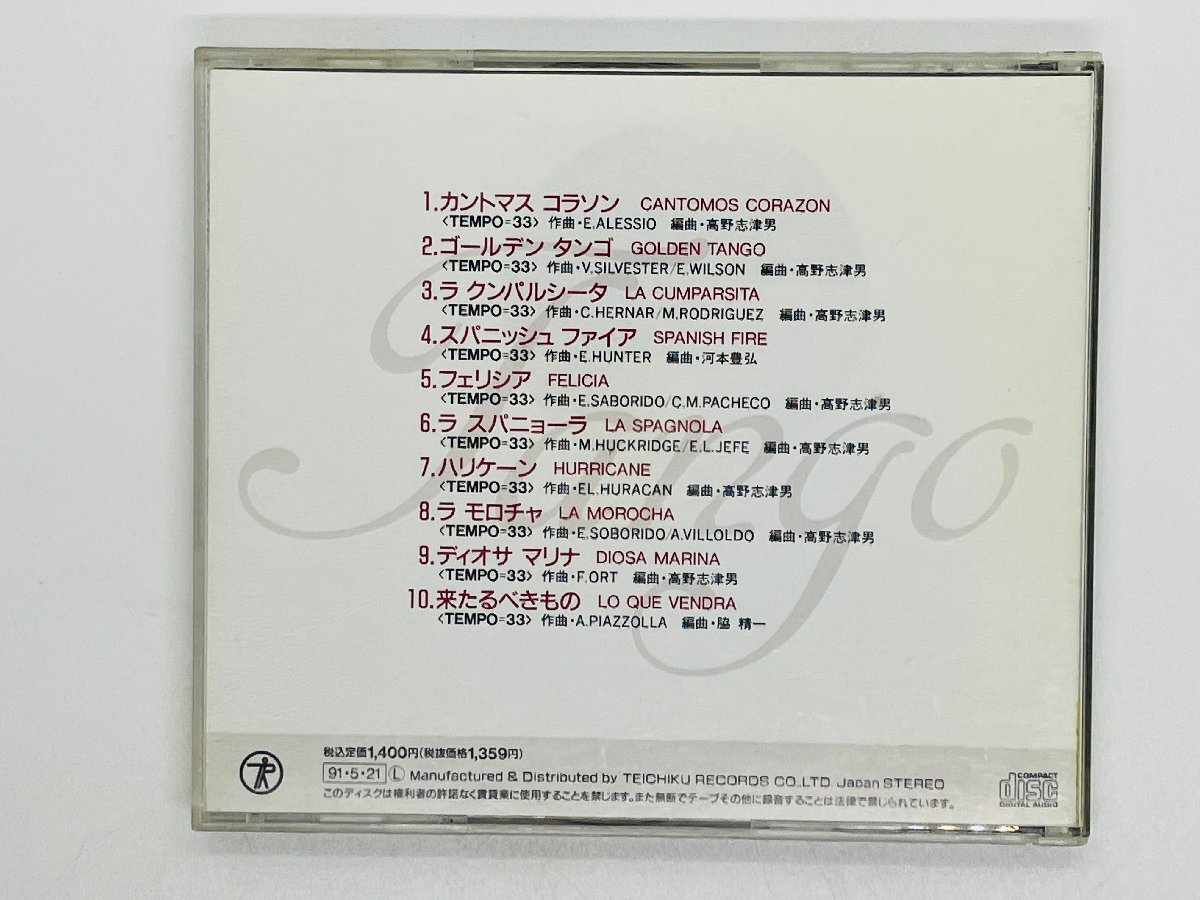 Tango
1.カントマス コラソン CANTOMOS CORAZON
〈TEMPO=33〉 作曲・E.ALESSIO 編曲・高野志津男
2.ゴールデン タンゴ GOLDEN TANGO
〈TEMPO=33〉 作曲・V.SILVESTER/E.WILSON 編曲・高野志津男
3.ラ クンパルシータ LA CUMPARSITA
〈TEMPO=33〉 作曲・C.HERNAR/M.RODRIGUEZ 編曲・高野志津男
4.スパニッシュ ファイア SPANISH FIRE
〈TEMPO=33〉 作曲・E.HUNTER 編曲・河本豊弘
5.フェリシア FELICIA
〈TEMPO=33〉 作曲・E.SABORIDO/C.M.PACHECO 編曲・高野志津男
6.ラ スパニョーラ LA SPAGNOLA
〈TEMPO=33〉 作曲・M.HUCKRIDGE/E.L.JEFE 編曲・高野志津男
7.ハリケーン HURRICANE
〈TEMPO=33〉 作曲・EL.HURACAN 編曲・高野志津男
8.ラ モロチャ LA MOROCHA
〈TEMPO=33〉 作曲・E.SOBORIDO/A.VILLOLDO 編曲・高野志津男
9.ディオサ マリナ DIOSA MARINA
〈TEMPO=33〉 作曲・F.ORT 編曲・高野志津男
10.来たるべきもの LO QUE VENDRA
〈TEMPO=33〉 作曲・A.PIAZZOLLA 編曲・脇 精一
税込定価1,400円(税抜価格1,359円)
91・5・21 Ⓛ Manufactured & Distributed by TEICHIKU RECORDS CO.,LTD. Japan STEREO
このディスクは権利者の許諾なく賃貸業に使用することを禁じます。また無断でテープその他に録音することは法律で禁じられています。
COMPACT
disc
DIGITAL AUDIO